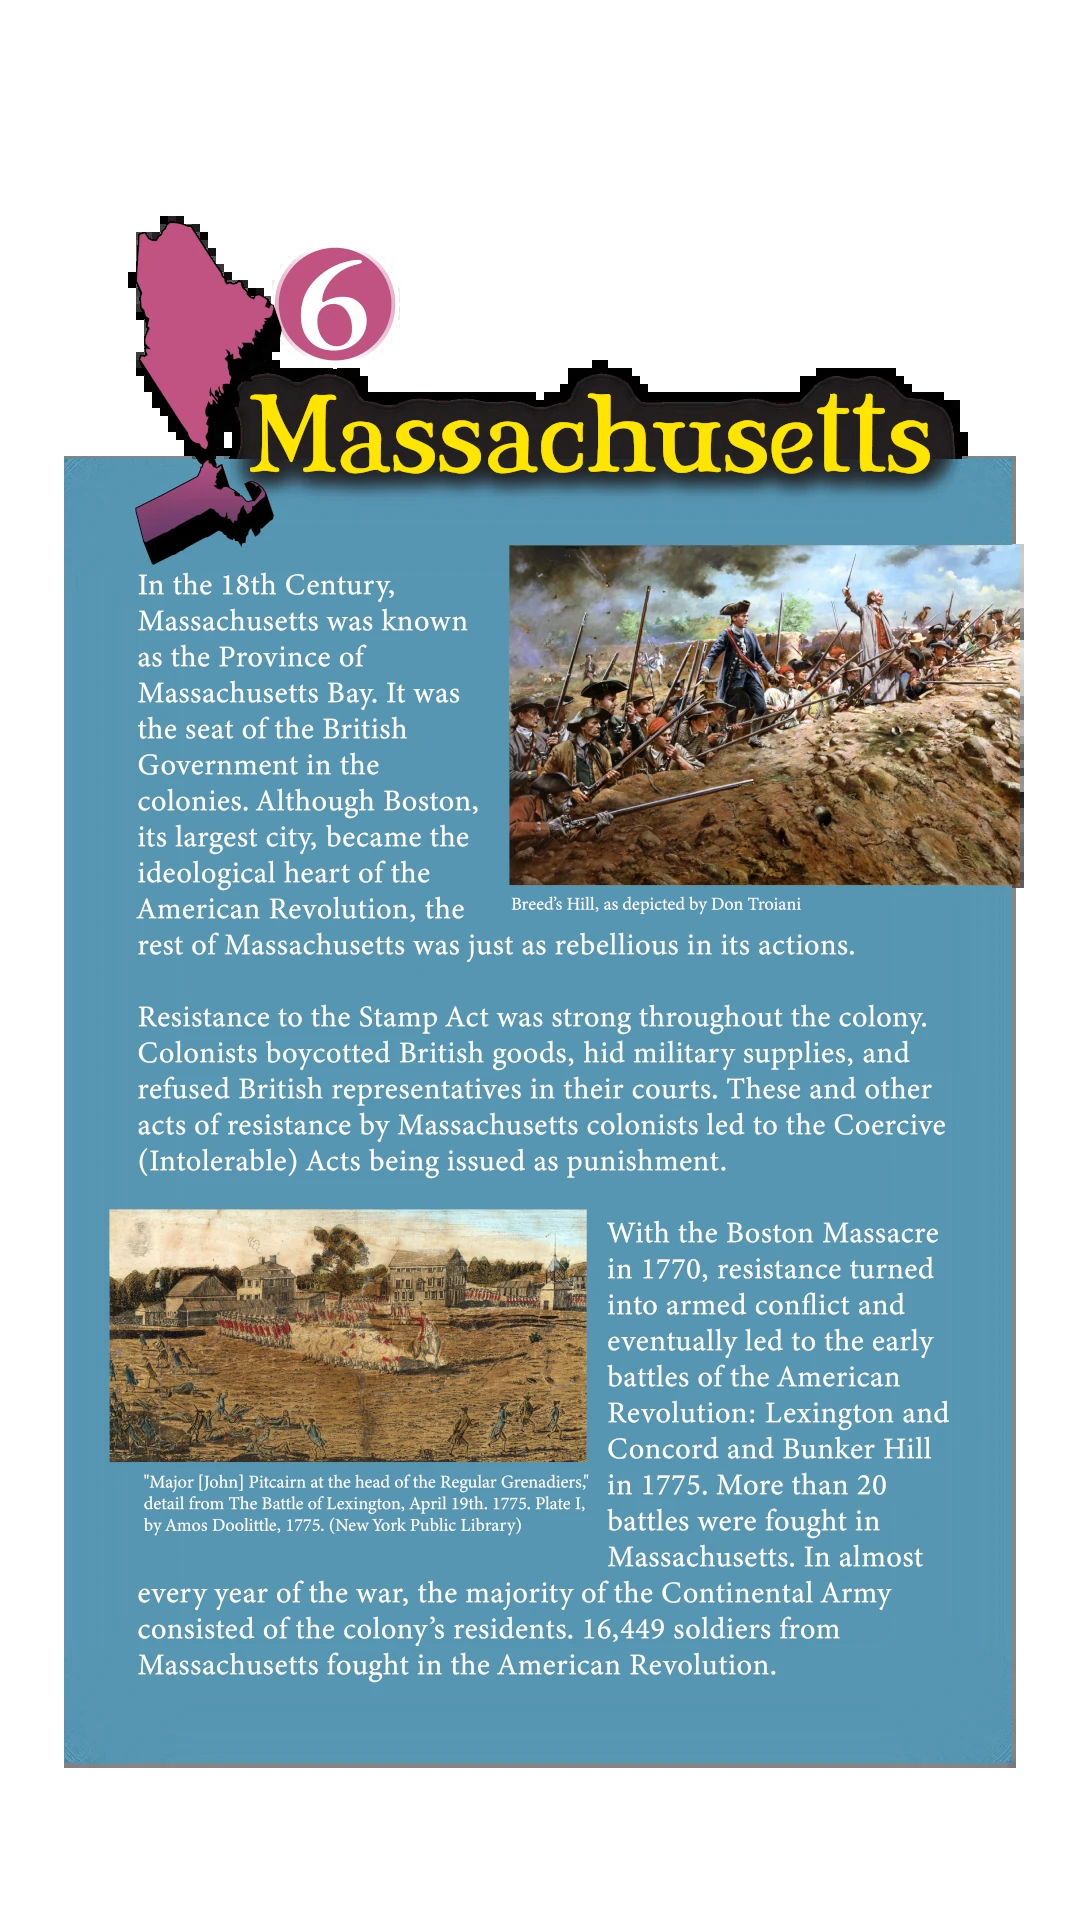 6
Massachusetts
In the 18th Century,
Massachusetts was known
as the Province of
Massachusetts Bay. It was
the seat of the British
Government in the
colonies. Although Boston,
its largest city, became the
ideological heart of the
American Revolution, the
rest of Massachusetts was just as rebellious in its actions.
Breed’s Hill, as depicted by Don Troiani
Resistance to the Stamp Act was strong throughout the colony.
Colonists boycotted British goods, hid military supplies, and
refused British representatives in their courts. These and other
acts of resistance by Massachusetts colonists led to the Coercive
(Intolerable) Acts being issued as punishment.
"Major [John] Pitcairn at the head of the Regular Grenadiers,"
detail from The Battle of Lexington, April 19th. 1775. Plate I,
by Amos Doolittle, 1775. (New York Public Library)
With the Boston Massacre
in 1770, resistance turned
into armed conflict and
eventually led to the early
battles of the American
Revolution: Lexington and
Concord and Bunker Hill
in 1775. More than 20
battles were fought in
Massachusetts. In almost
every year of the war, the majority of the Continental Army
consisted of the colony’s residents. 16,449 soldiers from
Massachusetts fought in the American Revolution.